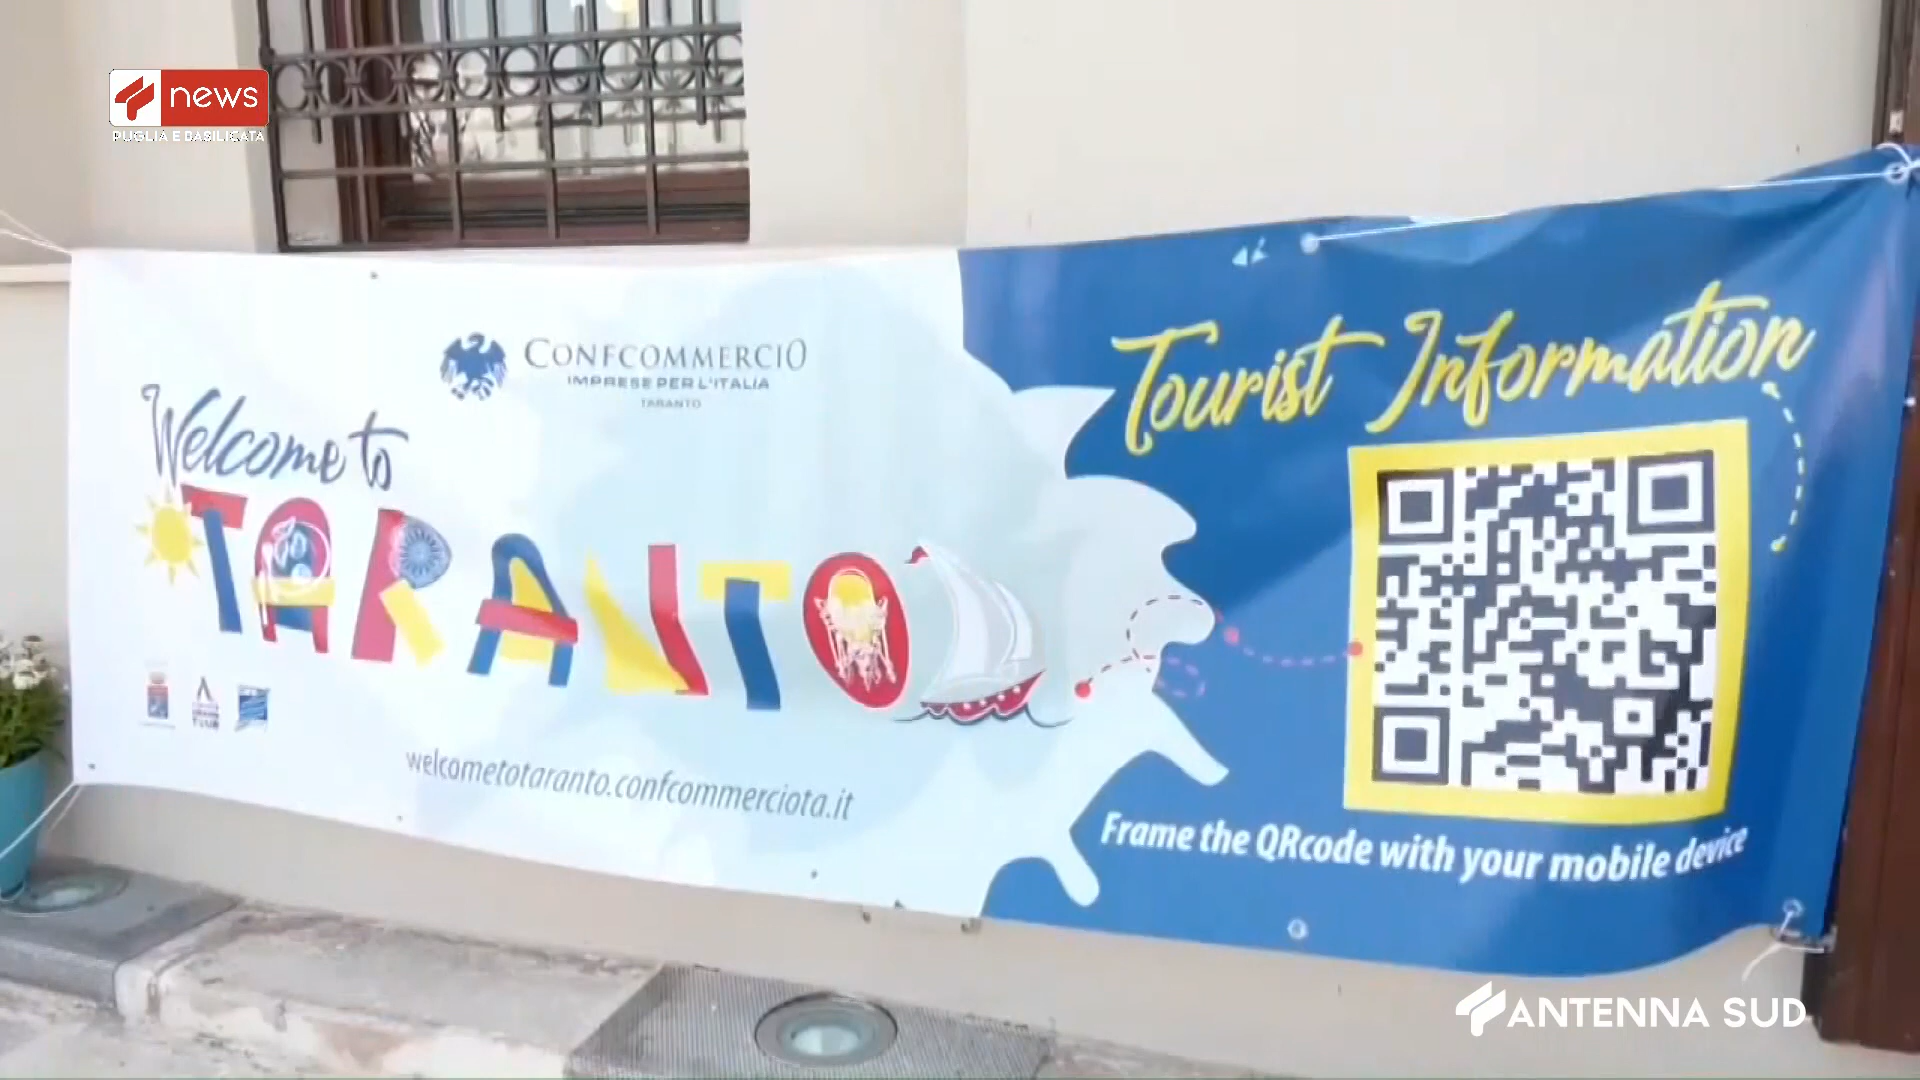 news
PUGLIA E BASILICATA
CONFCOMMERCIO
IMPRESE PER L'ITALIA
TARANTO
Welcome to
TARANTO
welcometotaranto.confcommerciota.it
Tourist Information
Frame the QRcode with your mobile device
ANTENNA SUD